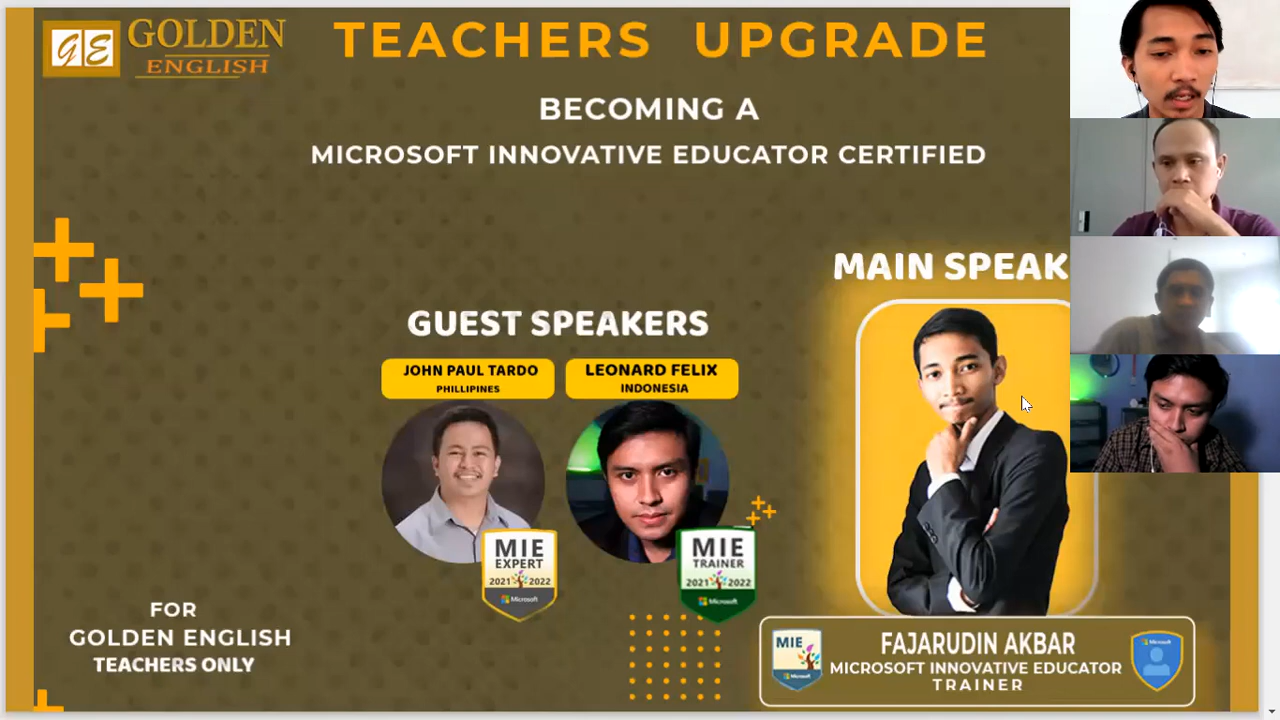 GE
GOLDEN
ENGLISH
TEACHERS UPGRADE
BECOMING A
MICROSOFT INNOVATIVE EDUCATOR CERTIFIED
MAIN SPEAK
GUEST SPEAKERS
JOHN PAUL TARDO
PHILLIPINES
LEONARD FELIX
INDONESIA
MIE
EXPERT
2021 2022
Microsoft
MIE
TRAINER
2021 2022
Microsoft
FOR
GOLDEN ENGLISH
TEACHERS ONLY
MIE
Microsoft
FAJARUDIN AKBAR
MICROSOFT INNOVATIVE EDUCATOR
TRAINER
Microsoft